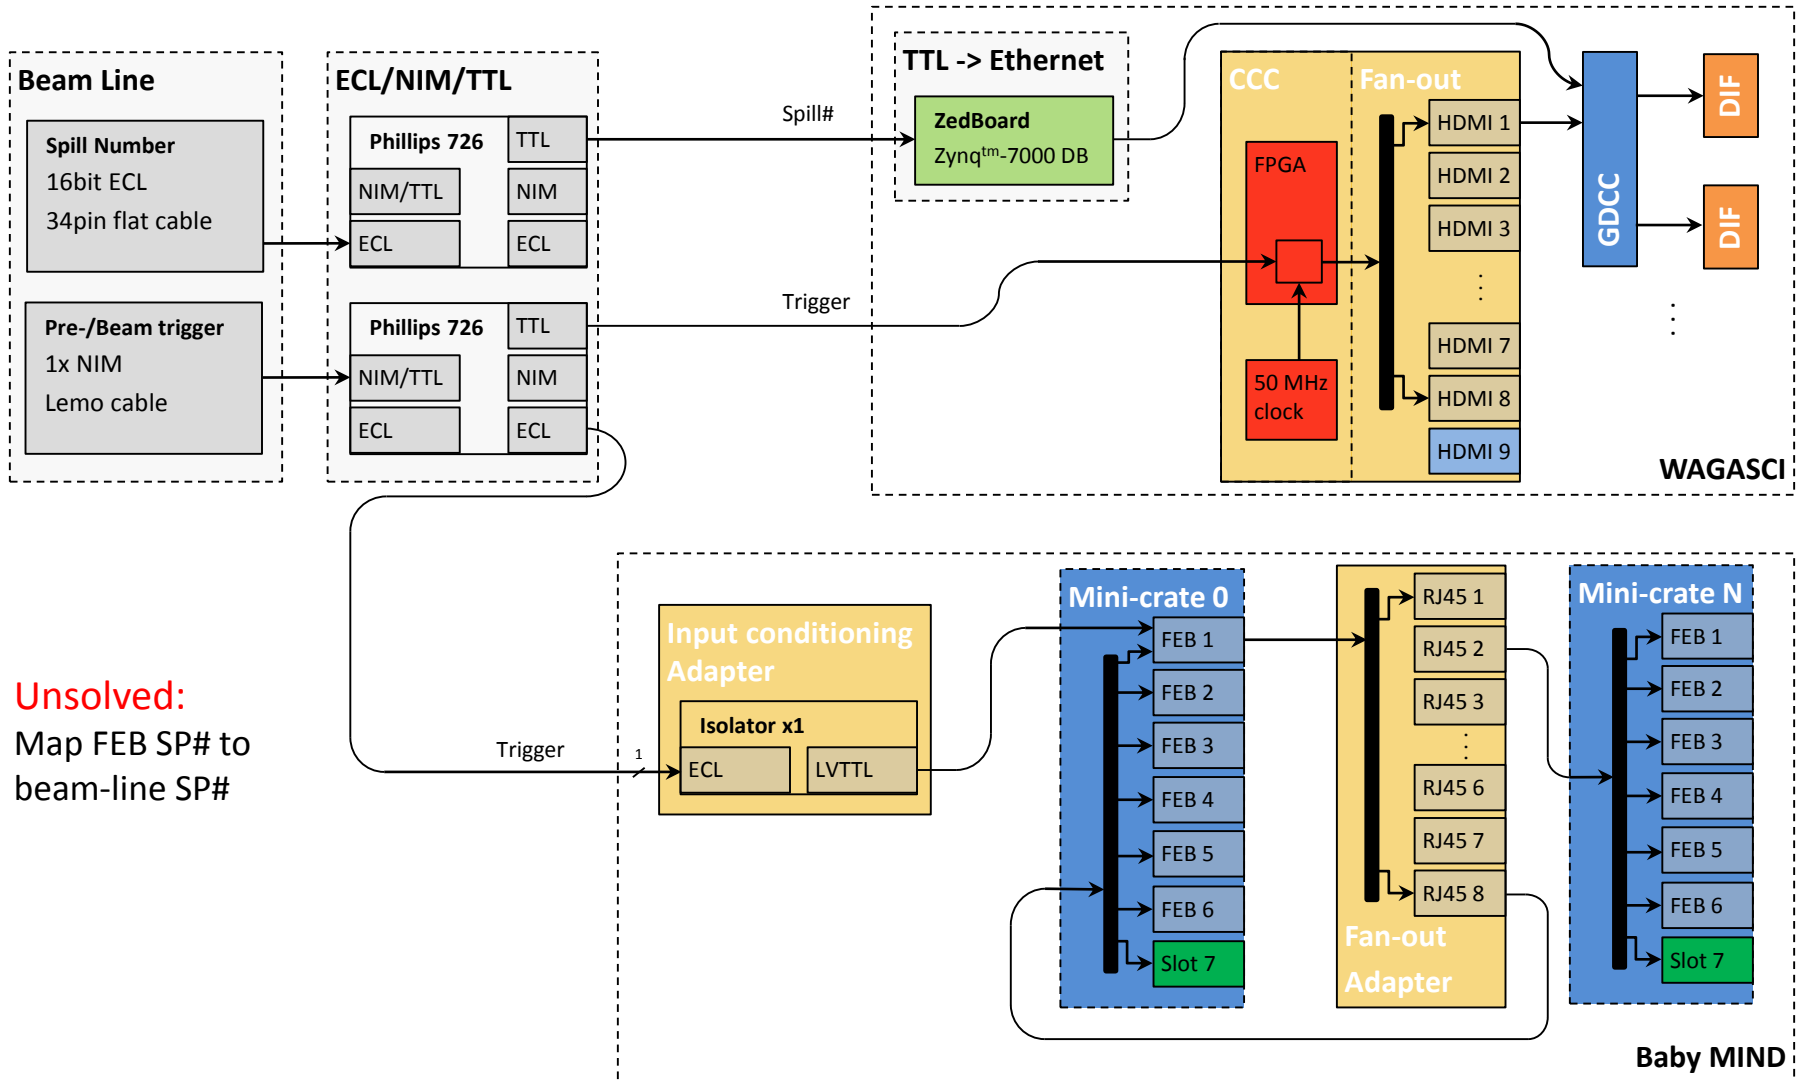 Beam Line
Spill Number
16bit ECL
34pin flat cable
Pre-/Beam trigger
1x NIM
Lemo cable
ECL/NIM/TTL
Phillips 726
TTL
NIM/TTL
NIM
ECL
ECL
Phillips 726
TTL
NIM/TTL
NIM
ECL
ECL
Spill#
Trigger
TTL -> Ethernet
ZedBoard
Zynqtm-7000 DB
CCC
FPGA
50 MHz
clock
Fan-out
HDMI 1
HDMI 2
HDMI 3
...
HDMI 7
HDMI 8
HDMI 9
GDCC
DIF
DIF
...
WAGASCI
Unsolved:
Map FEB SP# to
beam-line SP#
Trigger
1
Input conditioning
Adapter
Isolator x1
ECL
LVTTL
Mini-crate 0
FEB 1
FEB 2
FEB 3
FEB 4
FEB 5
FEB 6
Slot 7
RJ45 1
RJ45 2
RJ45 3
...
RJ45 6
RJ45 7
RJ45 8
Fan-out
Adapter
Mini-crate N
FEB 1
FEB 2
FEB 3
FEB 4
FEB 5
FEB 6
Slot 7
Baby MIND